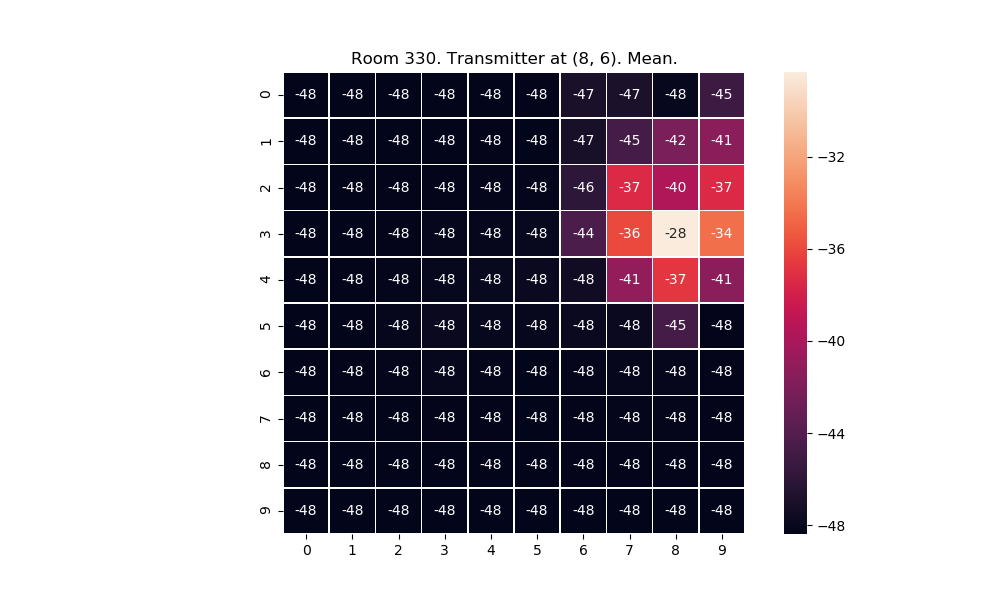 Room 330. Transmitter at (8, 6). Mean.
0 -48 -48 -48 -48 -48 -48 -47 -47 -48 -45
1 -48 -48 -48 -48 -48 -48 -47 -45 -42 -41
2 -48 -48 -48 -48 -48 -48 -46 -37 -40 -37
3 -48 -48 -48 -48 -48 -48 -44 -36 -28 -34
4 -48 -48 -48 -48 -48 -48 -48 -41 -37 -41
5 -48 -48 -48 -48 -48 -48 -48 -48 -45 -48
6 -48 -48 -48 -48 -48 -48 -48 -48 -48 -48
7 -48 -48 -48 -48 -48 -48 -48 -48 -48 -48
8 -48 -48 -48 -48 -48 -48 -48 -48 -48 -48
9 -48 -48 -48 -48 -48 -48 -48 -48 -48 -48
0 1 2 3 4 5 6 7 8 9
−32
−36
−40
−44
−48